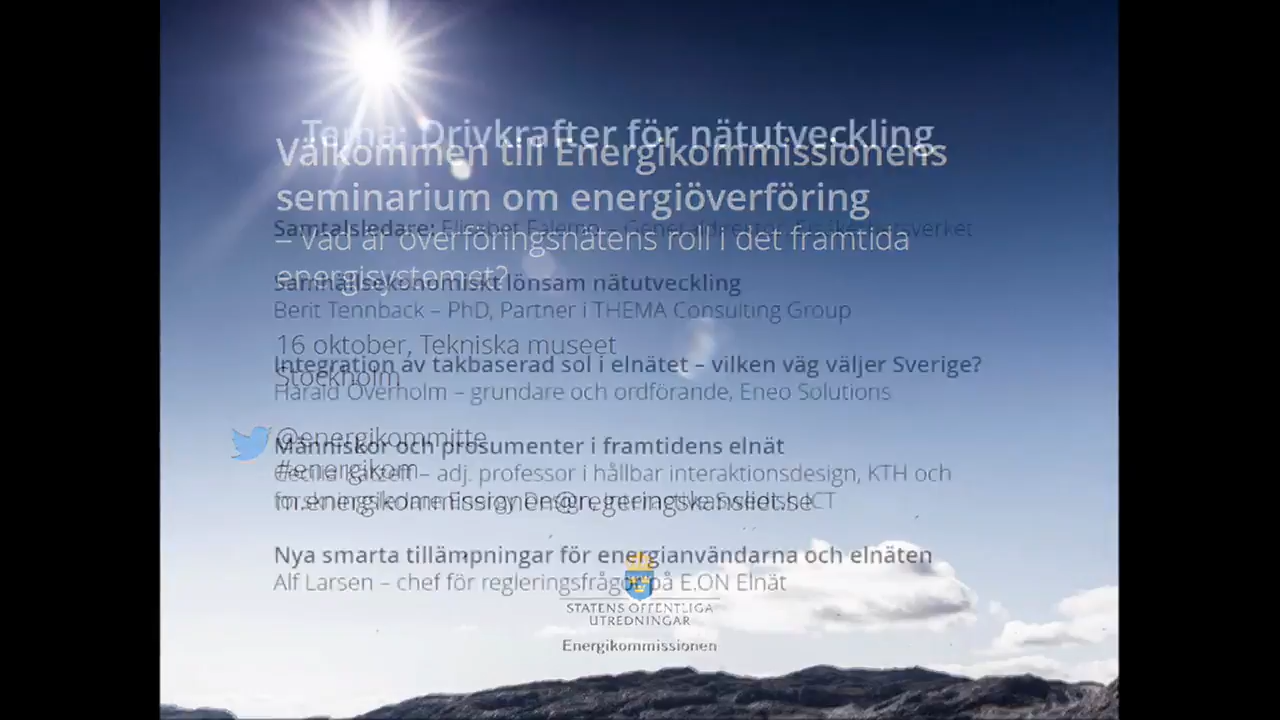 Tema: Drivkrafter för nätutveckling
Välkommen till Energikommissionens
seminarium om energiöverföring
Samtalsledare:
– vad är överföringsnätens roll i det framtida
energisystemet?
Samhällsekonomiskt lönsam nätutveckling
Berit Tennback – PhD, Partner i THEMA Consulting Group
16 oktober, Tekniska museet
Integration av takbaserad sol i elnätet – vilken väg väljer Sverige?
Stockholm
Harald Överholm – grundare och ordförande, Eneo Solutions
@energikommitte
Människor och prosumenter i framtidens elnät
#energikom
– adj. professor i hållbar interaktionsdesign, KTH och
m.energikommissionen@regeringskansliet.se
Nya smarta tillämpningar för energianvändarna och elnäten
Alf Larsen – chef för regleringsfrågor på E.ON Elnät
STATENS OFFENTLIGA
UTREDNINGAR
Energikommissionen